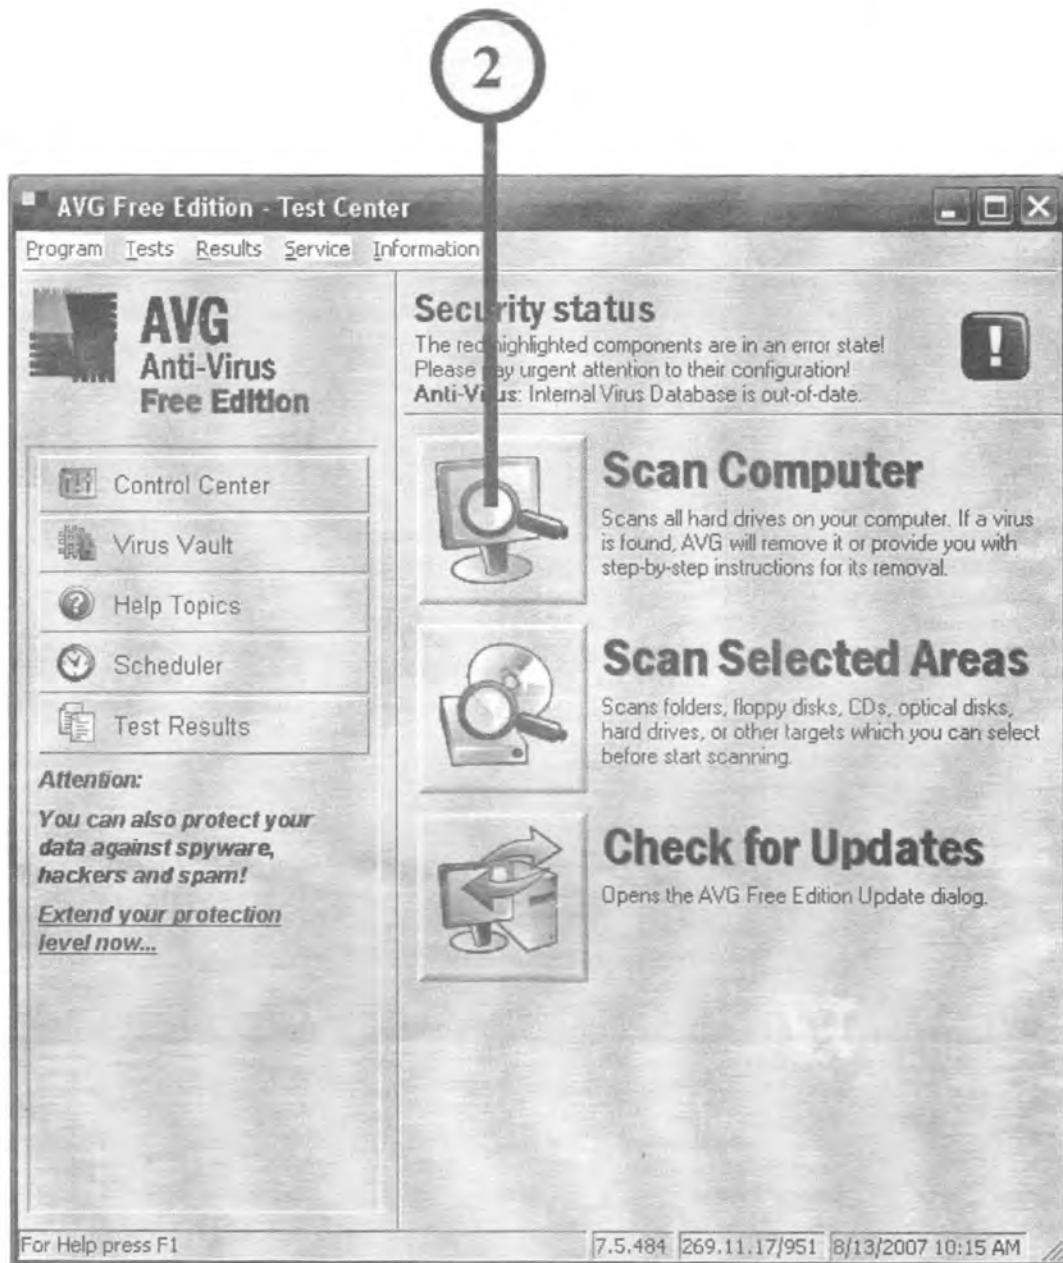 2
AVG Free Edition - Test Center
Program Tests Results Service Information
AVG
Anti-Virus
Free Edition
Control Center
Virus Vault
Help Topics
Scheduler
Test Results
Attention:
You can also protect your
data against spyware,
hackers and spam!
Extend your protection
level now...
Security status
The red highlighted components are in an error state!
Please pay urgent attention to their configuration!
Anti-Virus: Internal Virus Database is out-of-date.
!
Scan Computer
Scans all hard drives on your computer. If a virus
is found, AVG will remove it or provide you with
step-by-step instructions for its removal.
Scan Selected Areas
Scans folders, floppy disks, CDs, optical disks,
hard drives, or other targets which you can select
before start scanning.
Check for Updates
Opens the AVG Free Edition Update dialog.
For Help press F1
7.5.484 269.11.17/951 8/13/2007 10:15 AM